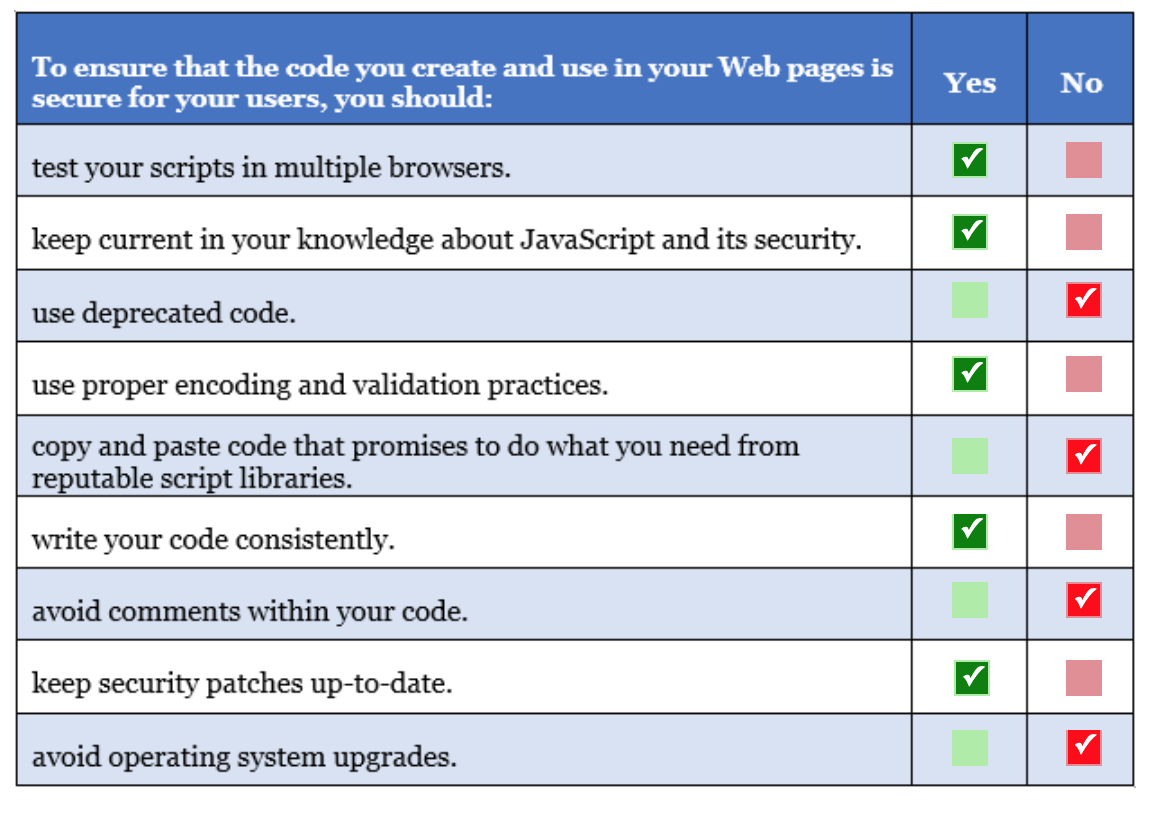 To ensure that the code you create and use in your Web pages is
secure for your users, you should:
Yes
No
test your scripts in multiple browsers.
keep current in your knowledge about JavaScript and its security.
use deprecated code.
use proper encoding and validation practices.
copy and paste code that promises to do what you need from
reputable script libraries.
write your code consistently.
avoid comments within your code.
keep security patches up-to-date.
avoid operating system upgrades.